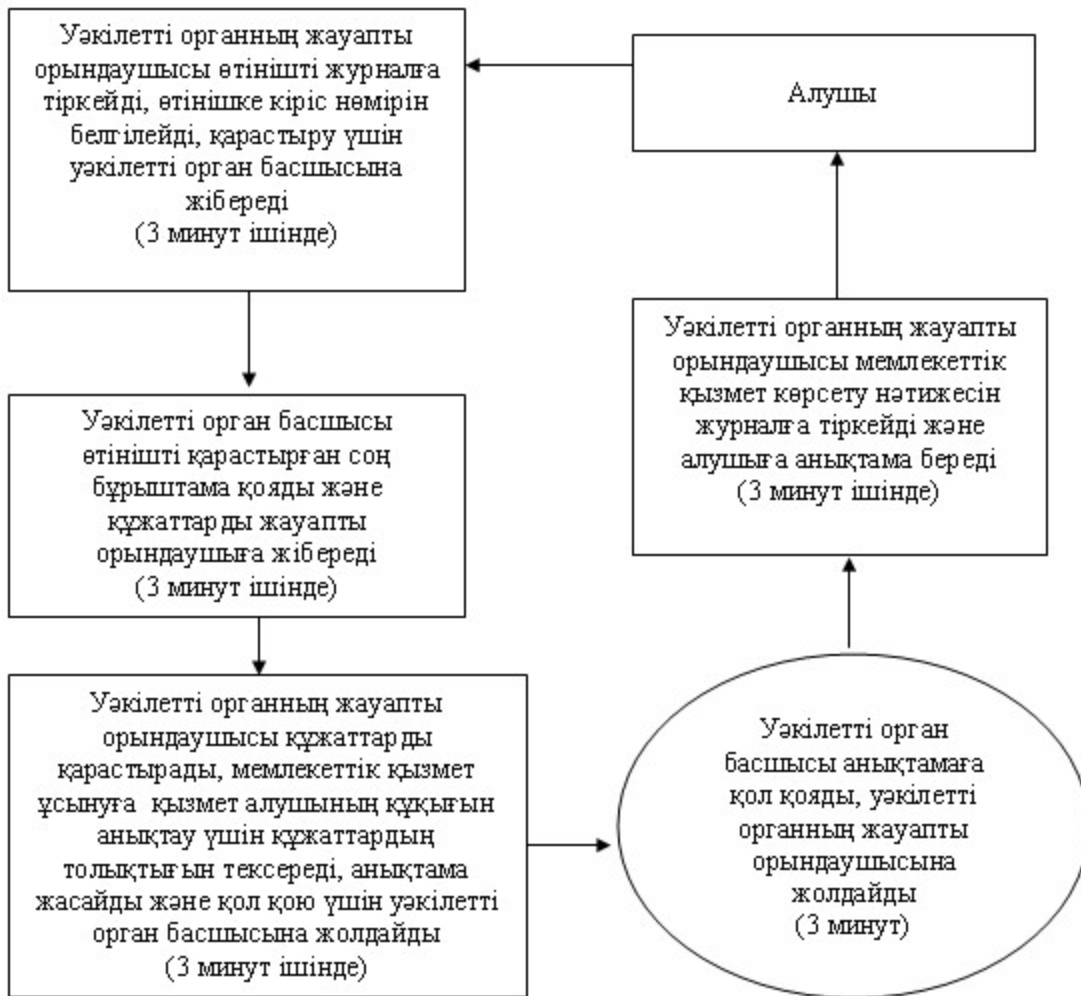 Уәкілетті органның жауапты
орындаушысы өтінішті журналға
тіркейді, өтінішке кіріс нөмірін
белгілейді, қарастыру үшін
уәкілетті орган басшысына
жібереді
(3 минут ішінде)
Алушы
Уәкілетті орган басшысы
өтінішті қарастырған соң
бұрыштама қояды және
құжаттарды жауапты
орындаушыға жібереді
(3 минут ішінде)
Уәкілетті органның жауапты
орындаушысы мемлекеттік
қызмет көрсету нәтижесін
журналға тіркейді және
алушыға анықтама береді
(3 минут ішінде)
Уәкілетті органның жауапты
орындаушысы құжаттарды
қарастырады, мемлекеттік қызмет
ұсынуға қызмет алушының құқығын
анықтау үшін құжаттардың
толықтығын тексереді, анықтама
жасайды және қол қою үшін уәкілетті
орган басшысына жолдайды
(3 минут ішінде)
Уәкілетті орган
басшысы анықтамаға
қол қояды, уәкілетті
органның жауапты
орындаушысына
жолдайды
(3 минут)